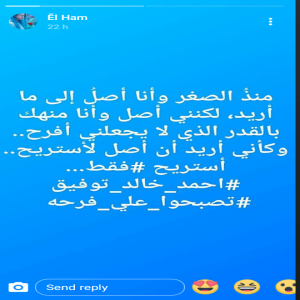 Èl Ham
22 h
منذُ الصغر وأنا أصلُ إلى ما
أريد، لكنني أصل وأنا منهك
بالقدر الذي لا يجعلني أفرح..
وكأني أريد أن أصل لأستريح..
أستريح #فقط...
#احمد_خالد_توفيق
#تصبحوا_علي_فرحه
Send reply